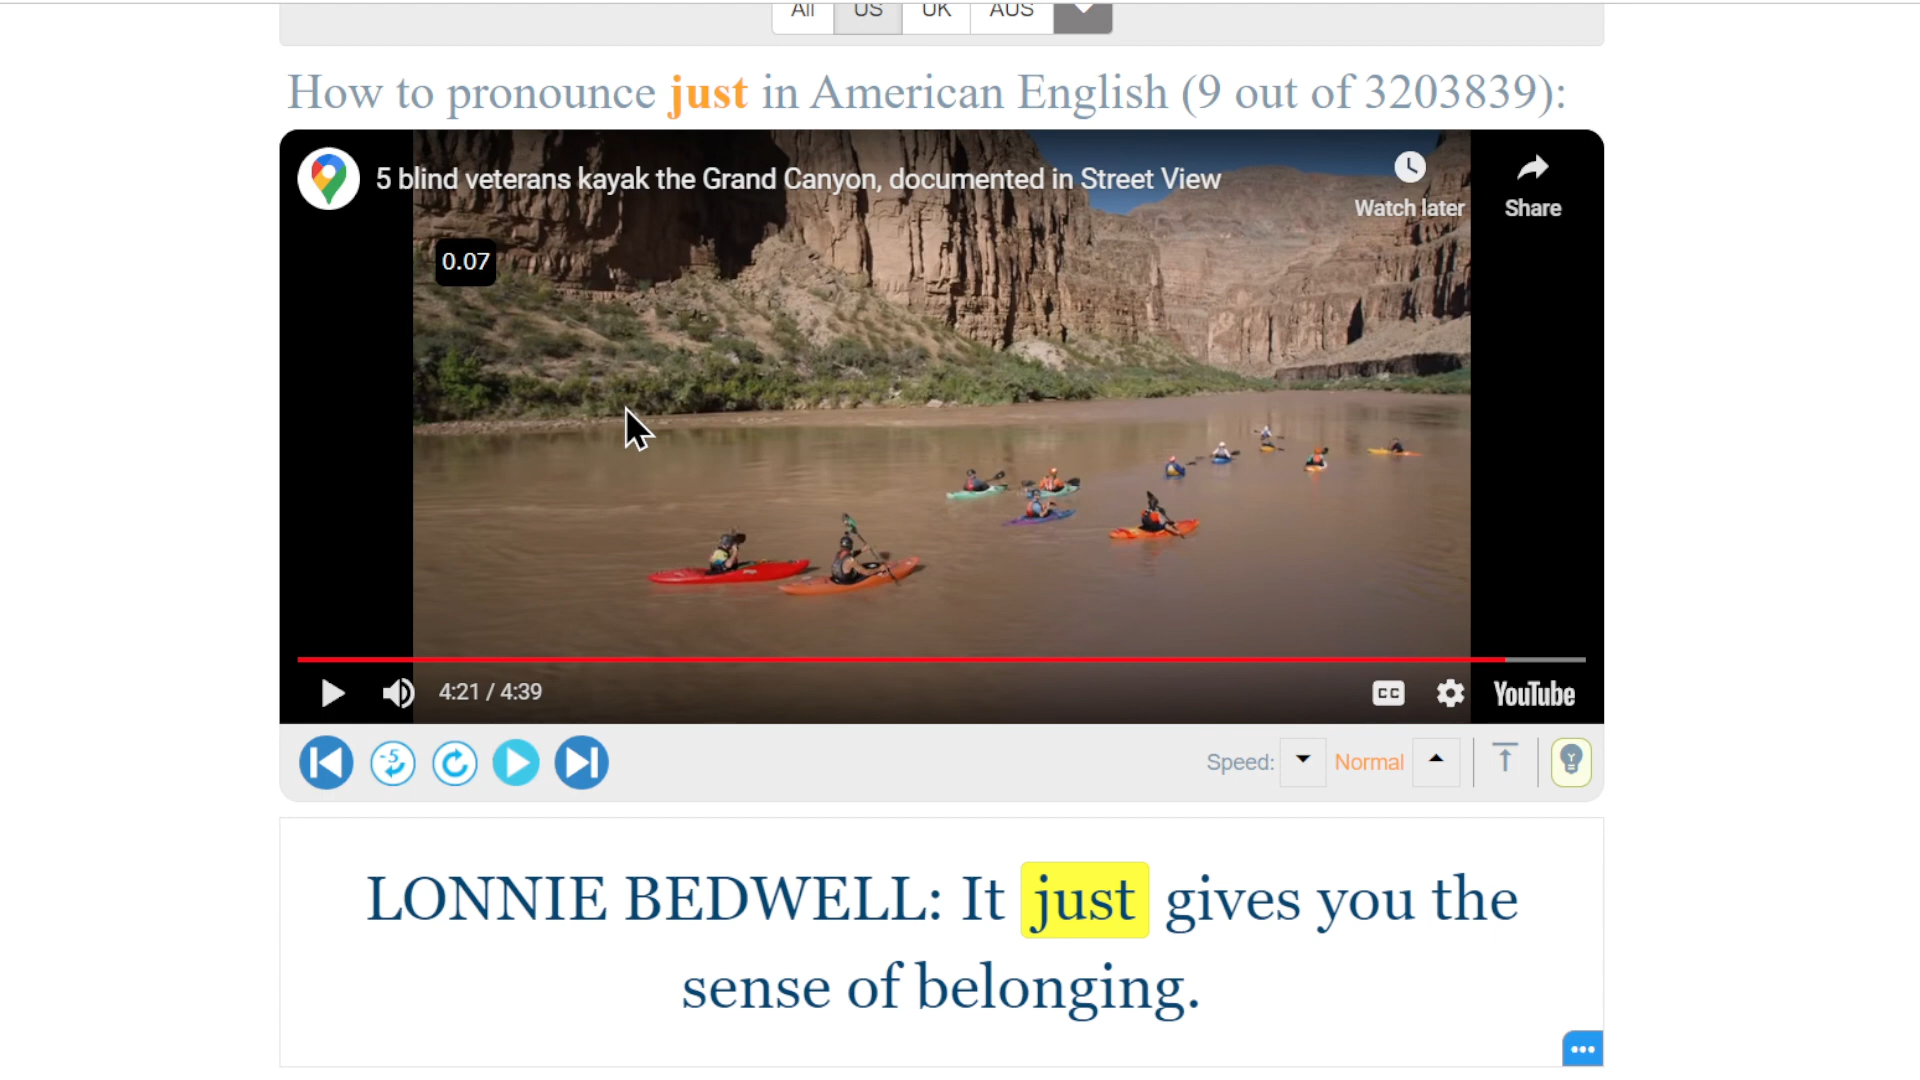 All US UK AUS
How to pronounce just in American English (9 out of 3203839):
5 blind veterans kayak the Grand Canyon, documented in Street View
Watch later
Share
0.07
4:21 / 4:39
CC
YouTube
-5
Speed: Normal
LONNIE BEDWELL: It just gives you the
sense of belonging.